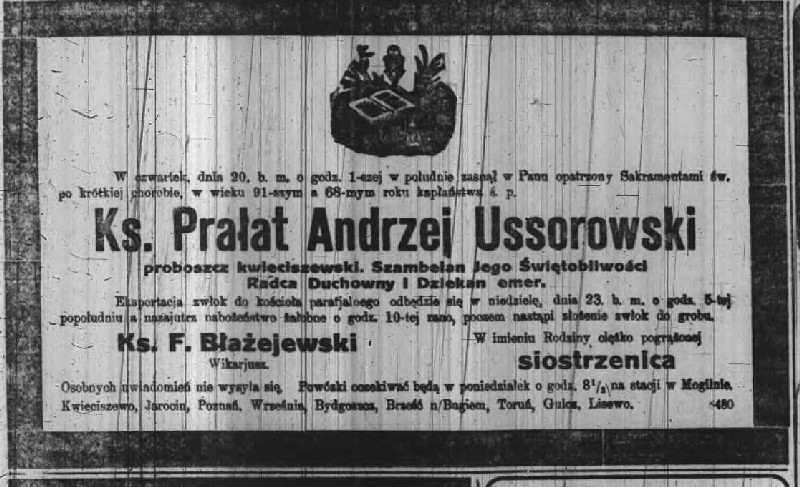 W czwartek, dnia 20. b. m. o godz. 1-szej w południe zasnął w Panu opatrzony Sakramentami św.
po krótkiej chorobie, w wieku 91-szym a 68-mym roku kapłaństwa ś. p.
Ks. Prałat Andrzej Ussorowski
proboszcz kwieciszewski, Szambelan Jego Świętobliwości
Radca Duchowny i Dziekan emer.
Eksportacja zwłok do kościoła parafjalnego odbędzie się w niedzielę, dnia 23. b. m. o godz. 5-tej
popołudniu a nazajutrz nabożeństwo żałobne o godz. 10-tej rano, poczem nastąpi złożenie zwłok do grobu.
Ks. F. Błażejewski
Wikarjusz.
W imieniu Rodziny ciężko pogrążonej
siostrzenica
Osobnych uwiadomień nie wysyła się. Powózki oczekiwać będą w poniedziałek o godz. 8½ na stacji w Mogilnie.
Kwieciszewo, Jarocin, Poznań, Września, Bydgoszcz, Brześć n/Bugiem, Toruń, Gulcz, Lisewo.
480